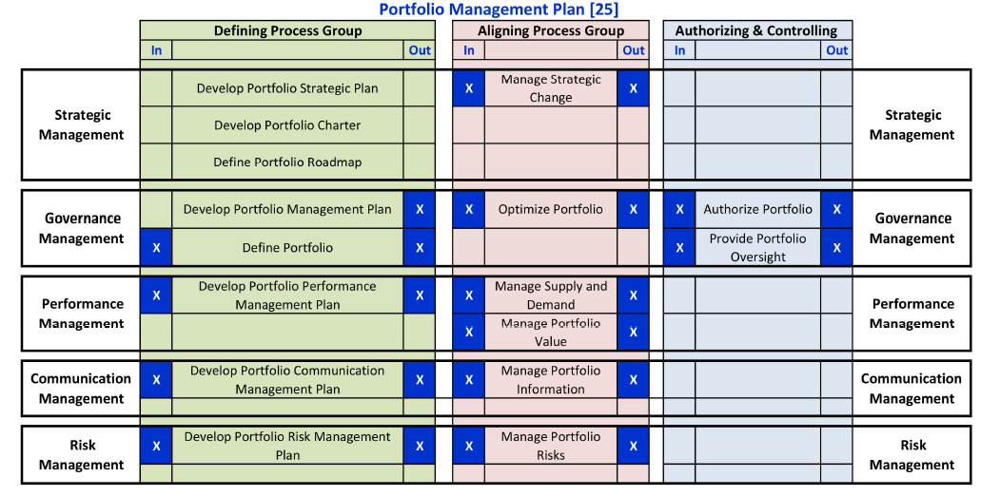 Portfolio Management Plan [25]
Defining Process Group
Aligning Process Group
Authorizing & Controlling
In Out In Out In Out
Strategic
Management
Develop Portfolio Strategic Plan
X Manage Strategic
Change X
Develop Portfolio Charter
Define Portfolio Roadmap
Strategic
Management
Governance
Management
Develop Portfolio Management Plan X
X Optimize Portfolio X
X Authorize Portfolio X
X Define Portfolio X
X Provide Portfolio
Oversight X
Governance
Management
Performance
Management
X Develop Portfolio Performance
Management Plan X
X Manage Supply and
Demand X
X Manage Portfolio
Value X
Performance
Management
Communication
Management
X Develop Portfolio Communication
Management Plan X
X Manage Portfolio
Information X
Communication
Management
Risk
Management
X Develop Portfolio Risk Management
Plan X
X Manage Portfolio
Risks X
Risk
Management